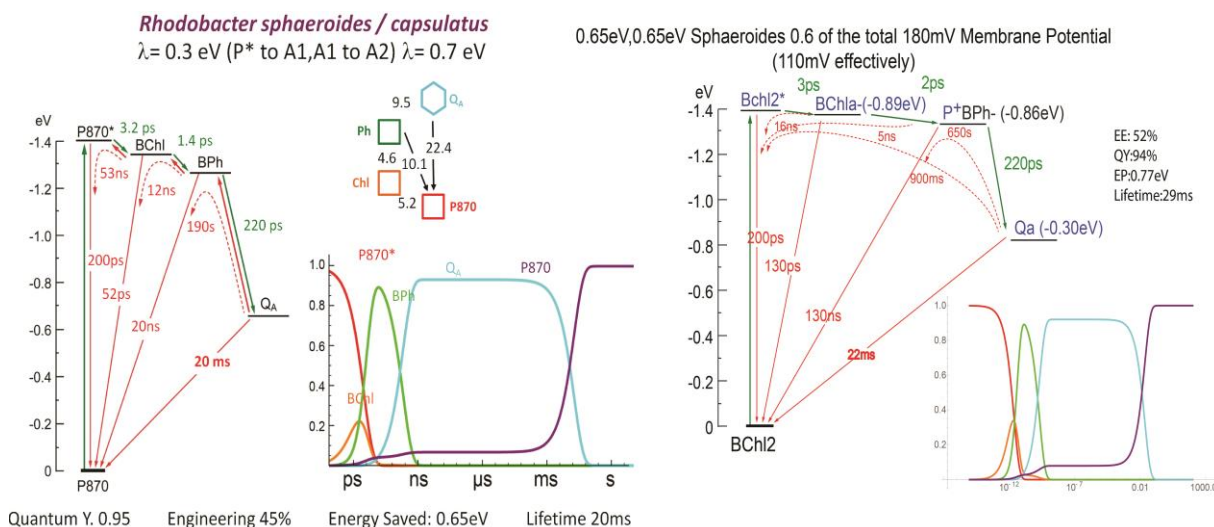 Rhodobacter sphaeroides / capsulatus
λ= 0.3 eV (P* to A1,A1 to A2) λ= 0.7 eV
eV
P870*
3.2 ps
BChl
1.4 ps
BPh
-1.4
-1.2
-1.0
-0.8
-0.6
-0.4
-0.2
0
53ns
12ns
190s
220 ps
200ps
52ps
20ns
QA
20 ms
P870
9.5
QA
Ph
4.6
10.1
22.4
Chl
5.2
P870
P870*
QA
P870
BPh
BChl
1.0
0.8
0.6
0.4
0.2
ps
ns
µs
ms
s
Quantum Y. 0.95
Engineering 45%
Energy Saved: 0.65eV
Lifetime 20ms
0.65eV,0.65eV Sphaeroides 0.6 of the total 180mV Membrane Potential
(110mV effectively)
eV
3ps
2ps
Bchl2*
BChla-(-0.89eV)
P+BPh- (-0.86eV)
-1.4
-1.2
-1.0
-0.8
-0.6
-0.4
-0.2
0
16ns
5ns
650s
220ps
900ms
200ps
130ps
130ns
22ms
Qa (-0.30eV)
BChl2
EE: 52%
QY:94%
EP:0.77eV
Lifetime:29ms
1.0
0.8
0.6
0.4
0.2
10⁻¹²
10⁻⁷
0.01
1000.0